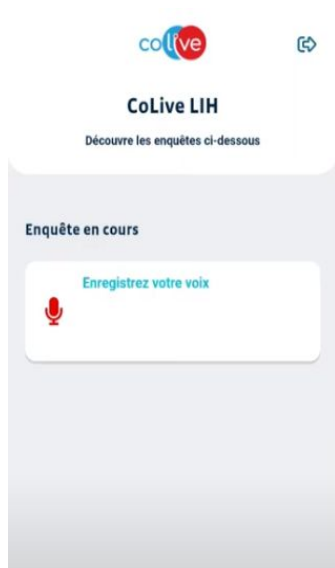 colive
CoLive LIH
Découvre les enquêtes ci-dessous
Enquête en cours
Enregistrez votre voix